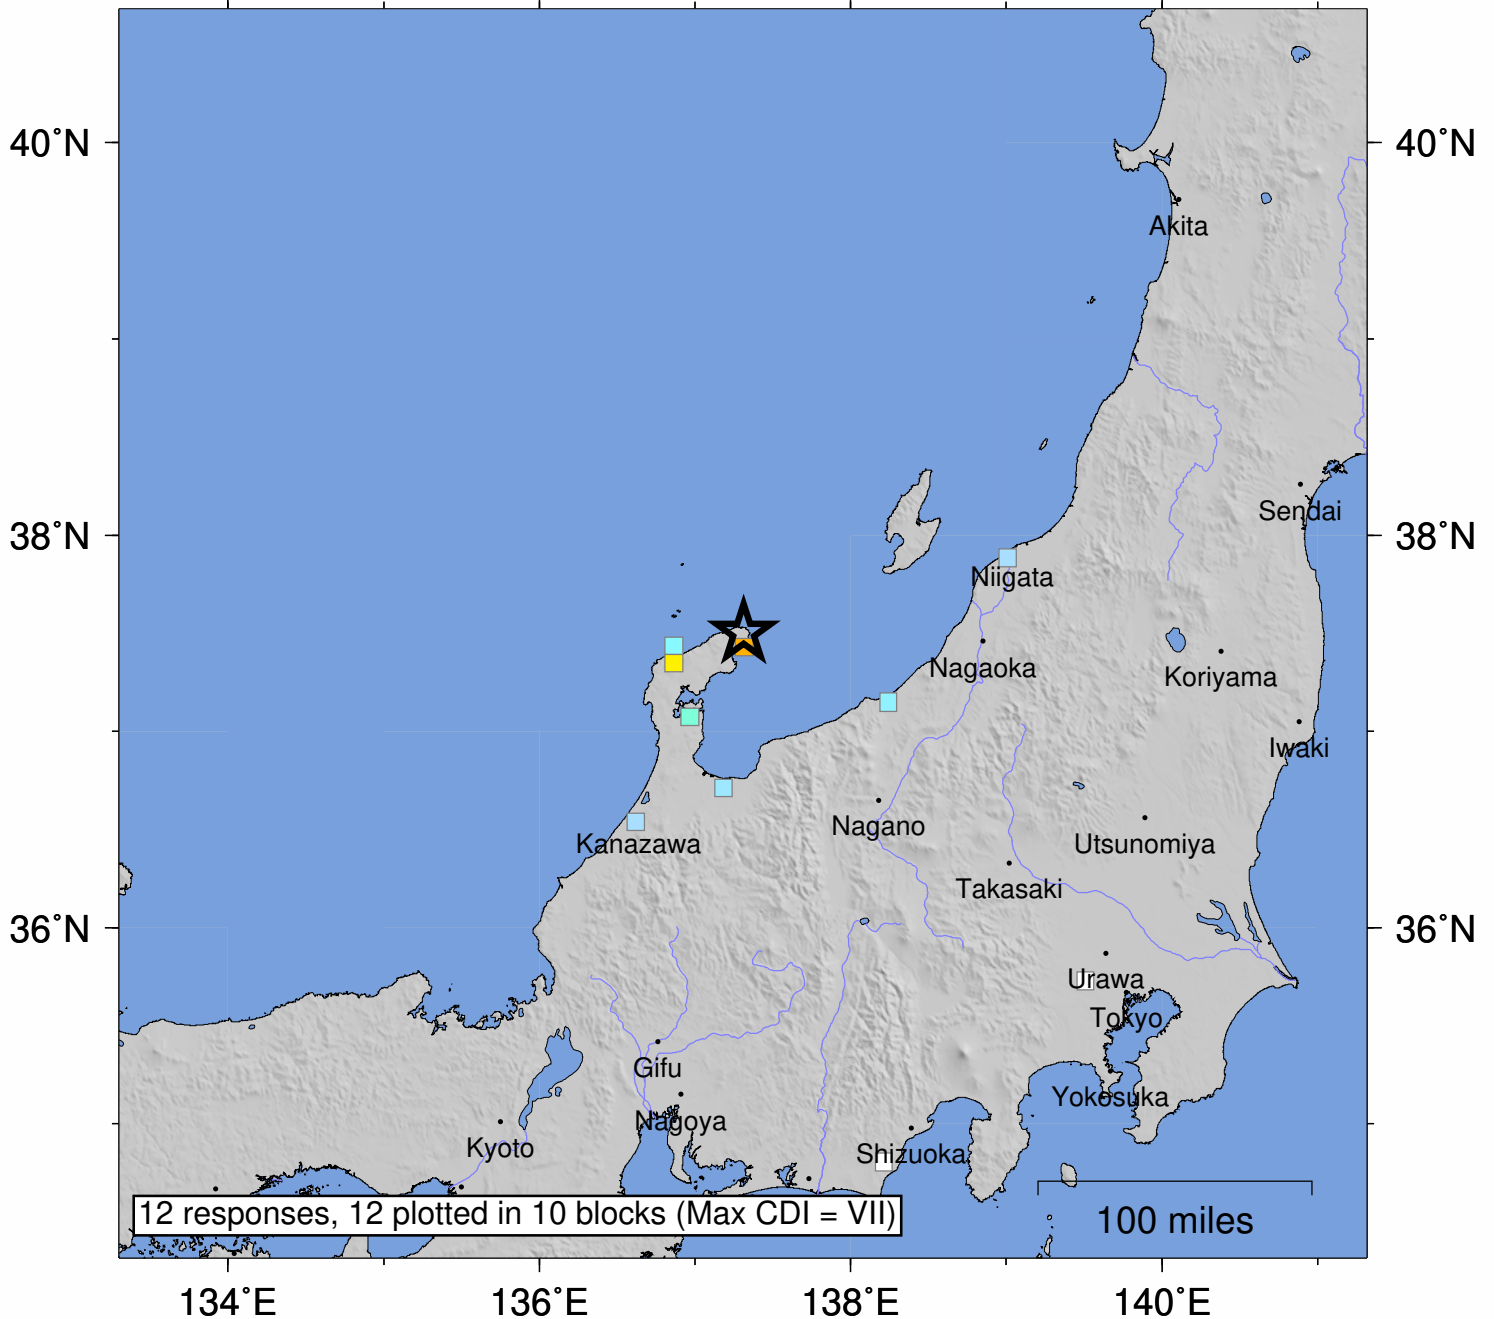 40°N
40°N
Akita
Sendai
38°N
38°N
Niigata
Nagaoka
Koriyama
Iwaki
Nagano
Kanazawa
Utsunomiya
Takasaki
36°N
36°N
Urawa
Tokyo
Gifu
Yokosuka
Nagoya
Kyoto
Shizuoka
12 responses, 12 plotted in 10 blocks (Max CDI = VII)
100 miles
134°E
136°E
138°E
140°E